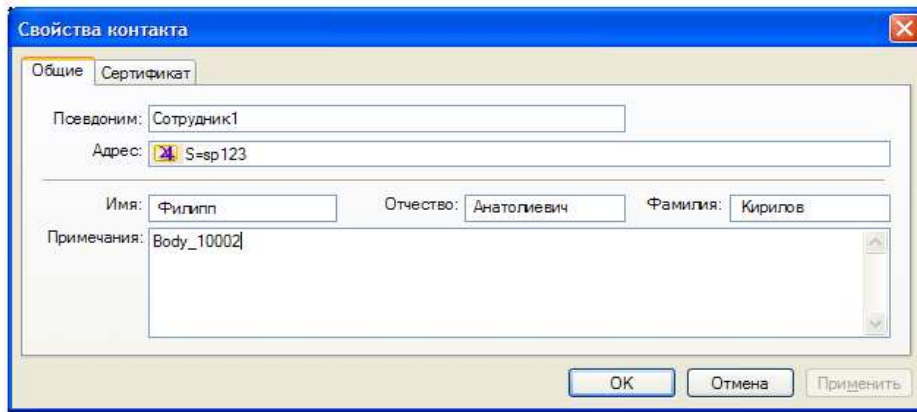 Свойства контакта
Общие Сертификат
Псевдоним: Сотрудник1
Адрес: S=sp123
Имя: Филипп Отчество: Анатолиевич Фамилия: Кирилов
Примечания: Body_10002
OK Отмена Применить